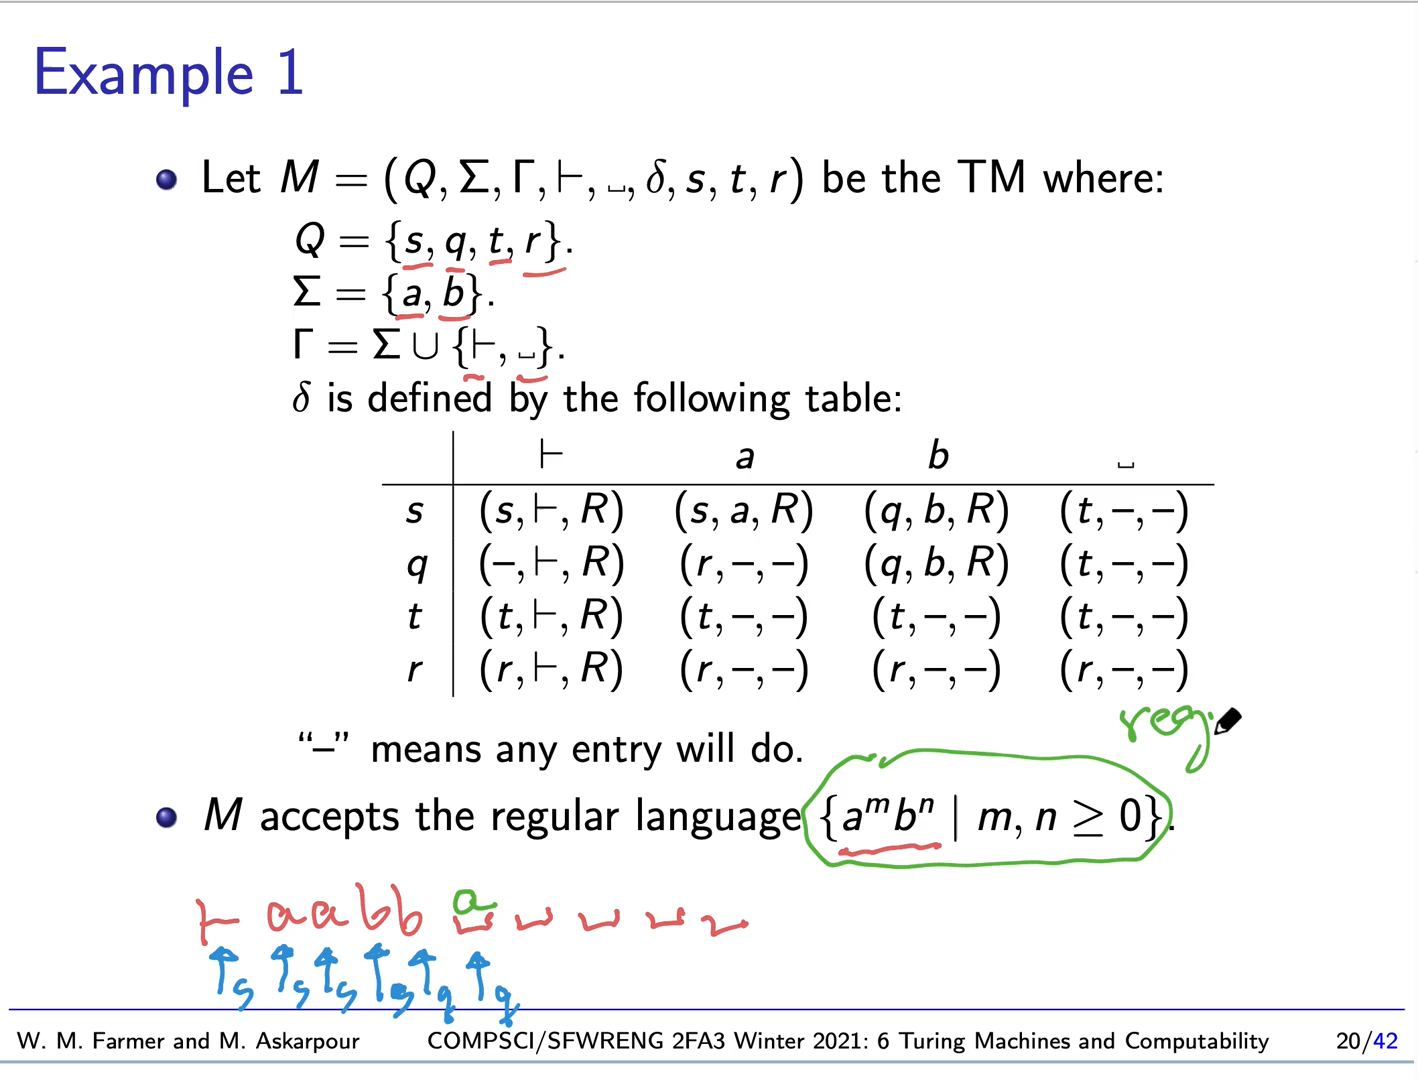 Example 1
Let M = (Q, Σ, Γ, ⊢, ␣, δ, s, t, r) be the TM where:
Q = {s, q, t, r}.
Σ = {a, b}.
Γ = Σ ∪ {⊢, ␣}.
δ is defined by the following table:
⊢ a b ␣
s (s, ⊢, R) (s, a, R) (q, b, R) (t, –, –)
q (–, ⊢, R) (r, –, –) (q, b, R) (t, –, –)
t (t, ⊢, R) (t, –, –) (t, –, –) (t, –, –)
r (r, ⊢, R) (r, –, –) (r, –, –) (r, –, –)
reg.
“–” means any entry will do.
M accepts the regular language {aᵐbⁿ | m, n ≥ 0}.
a
⊢ a a b b ␣ ␣ ␣ ␣ ␣
↑s ↑s ↑s ↑s ↑q ↑q
W. M. Farmer and M. Askarpour COMPSCI/SFWRENG 2FA3 Winter 2021: 6 Turing Machines and Computability 20/42